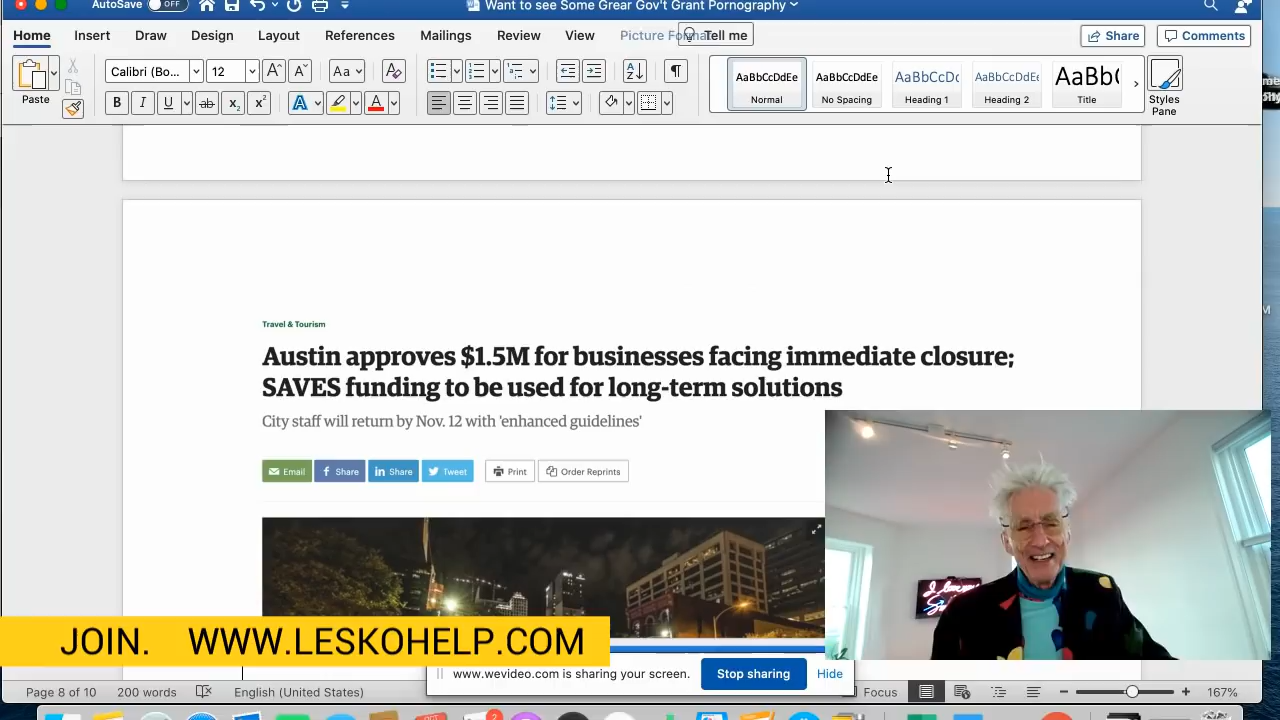 AutoSave OFF
Want to see Some Grear Gov't Grant Pornography
Home Insert Draw Design Layout References Mailings Review View Picture Tell me
Share Comments
Paste
Calibri (Bo... 12
AaBbCcDdEe AaBbCcDdEe AaBbCcDc AaBbCcDdEe AaBbC
Normal No Spacing Heading 1 Heading 2 Title
Styles
Pane
Travel & Tourism
Austin approves $1.5M for businesses facing immediate closure;
SAVES funding to be used for long-term solutions
City staff will return by Nov. 12 with 'enhanced guidelines'
Email Share Share Tweet Print Order Reprints
JOIN. WWW.LESKOHELP.COM
www.wevideo.com is sharing your screen. Stop sharing Hide
Page 8 of 10 200 words English (United States) Focus 167%